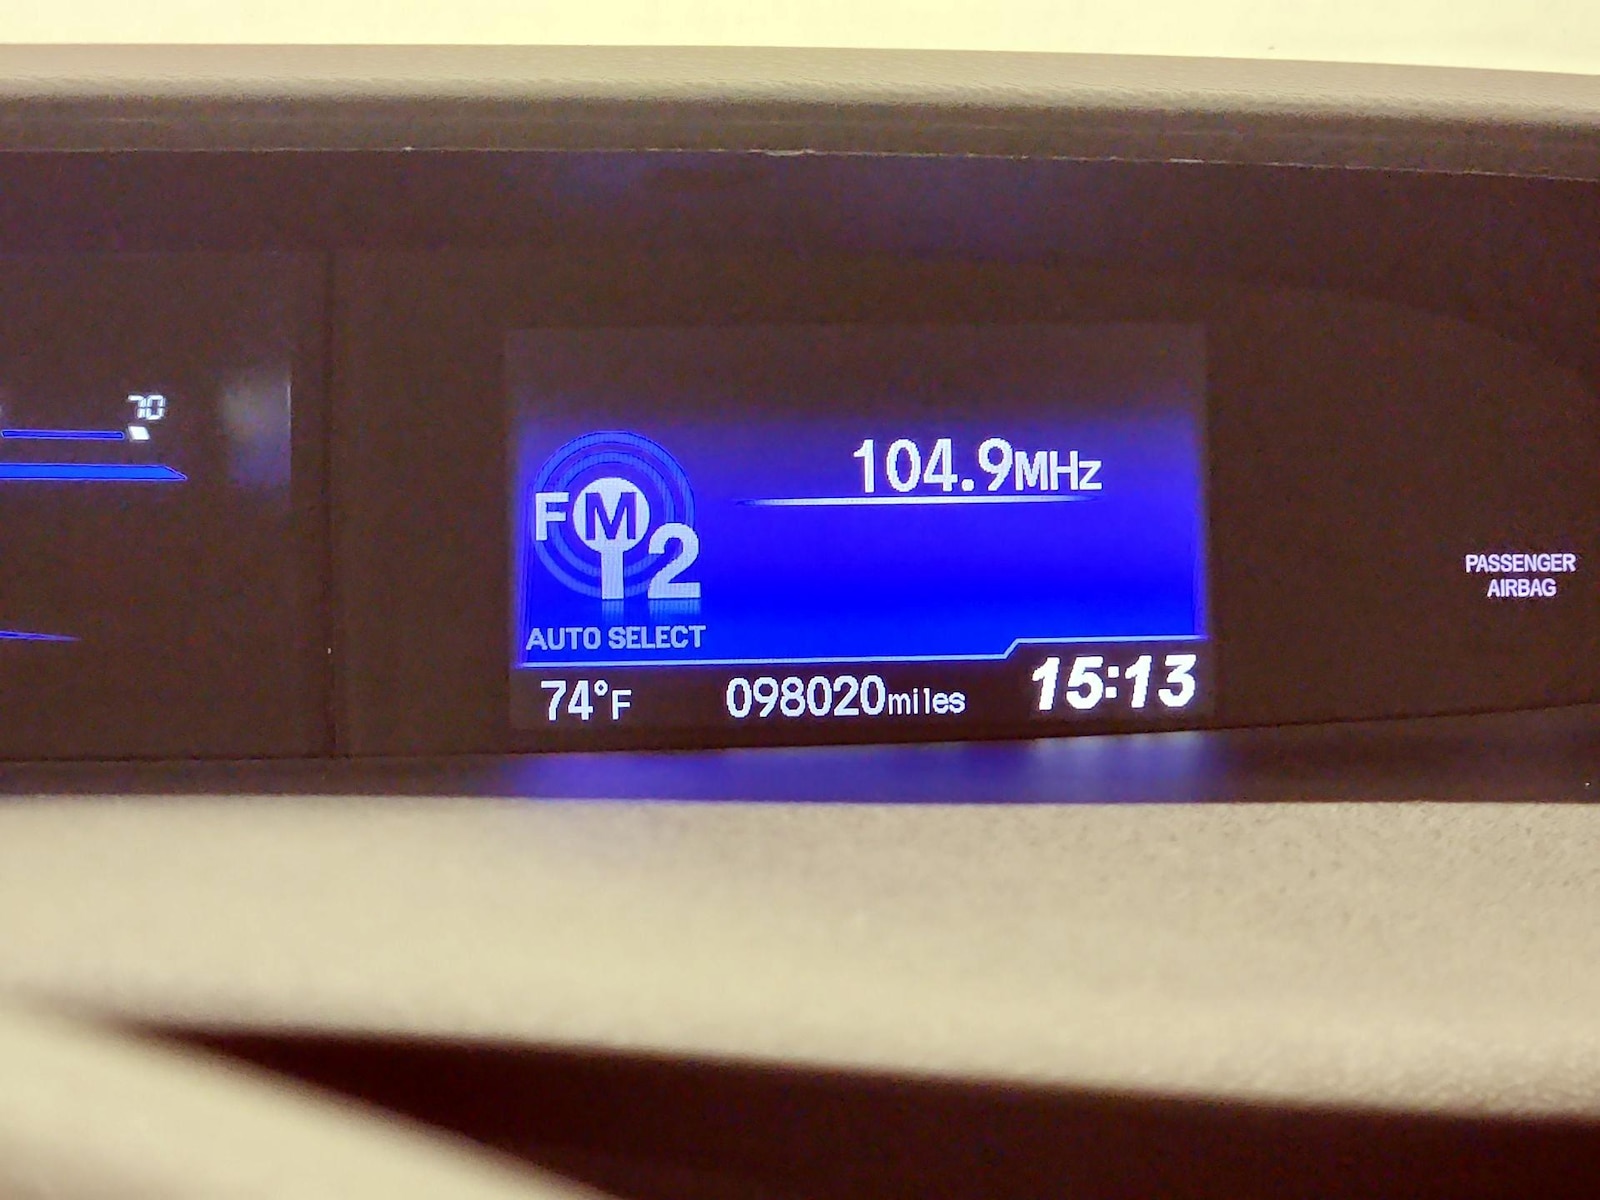 70
104.9MHz
FM 2
AUTO SELECT
74°F 098020miles 15:13
PASSENGER
AIRBAG